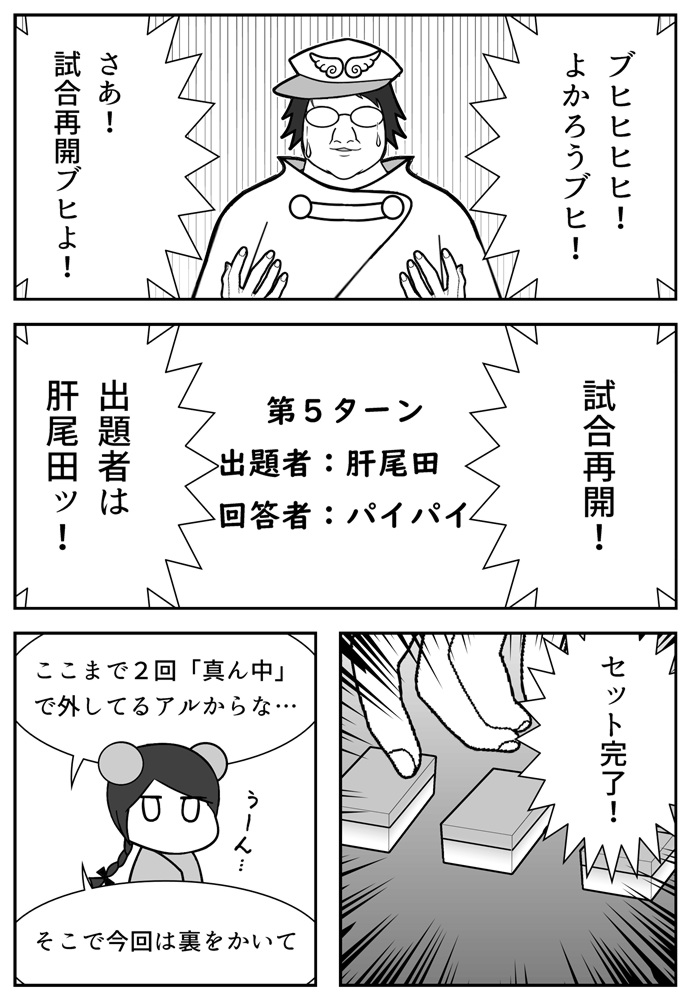 ブヒヒヒヒ！
よかろうブヒ！
さあ！
試合再開ブヒよ！
試合再開！
第５ターン
出題者：肝尾田
回答者：パイパイ
出題者は
肝尾田ッ！
セット完了！
ここまで２回「真ん中」
で外してるアルからな…
うーん…
そこで今回は裏をかいて